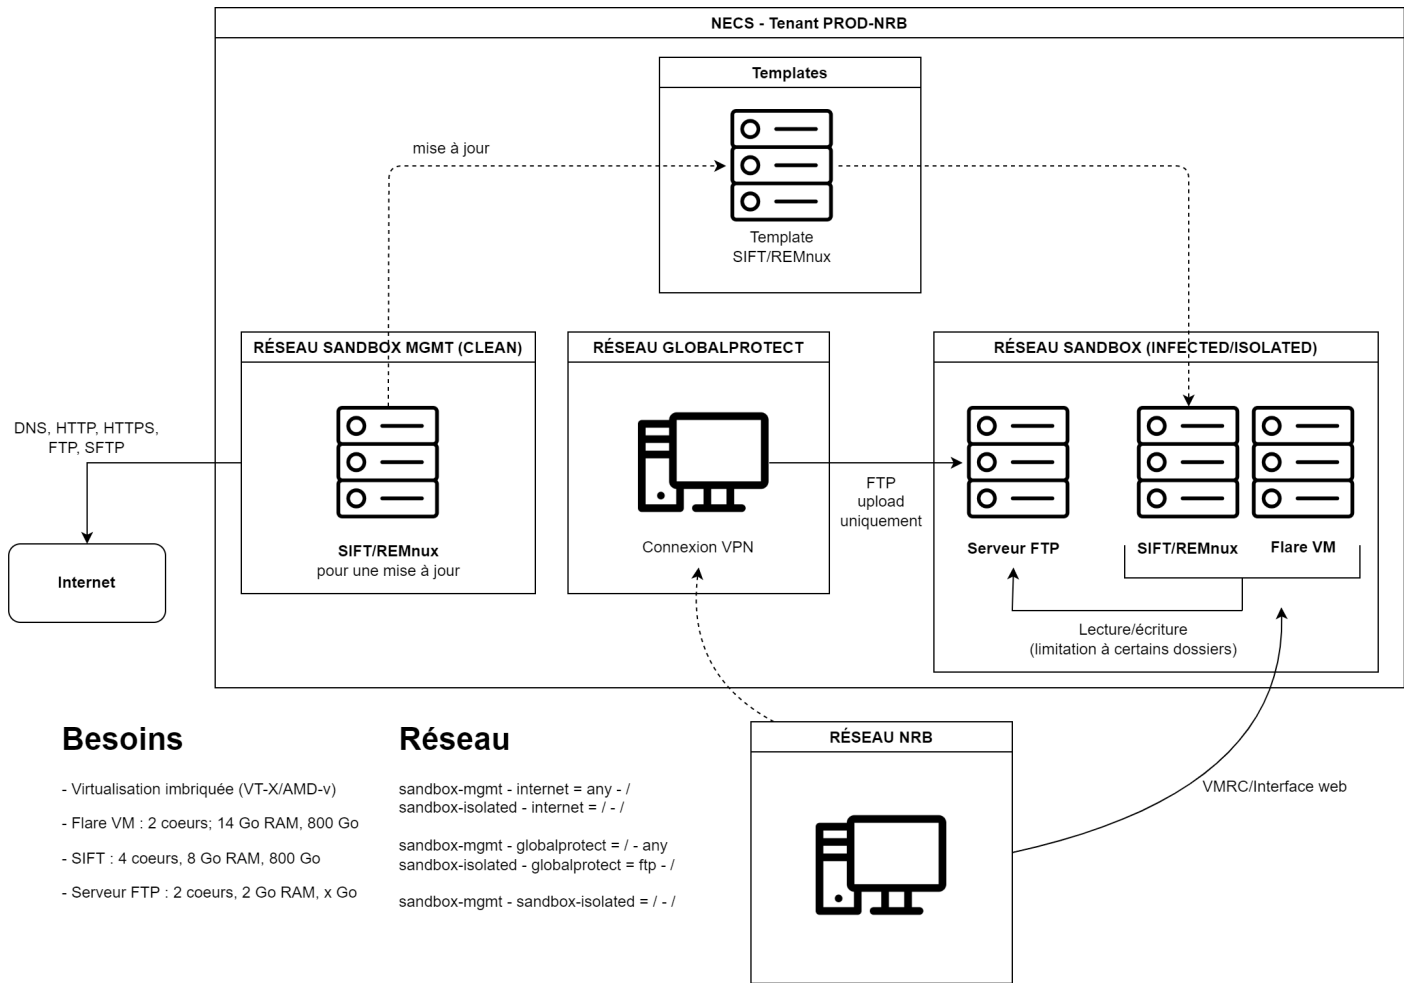 NECS - Tenant PROD-NRB
Templates
mise à jour
Template
SIFT/REMnux
RÉSEAU SANDBOX MGMT (CLEAN)
RÉSEAU GLOBALPROTECT
RÉSEAU SANDBOX (INFECTED/ISOLATED)
DNS, HTTP, HTTPS,
FTP, SFTP
Internet
SIFT/REMnux
pour une mise à jour
Connexion VPN
FTP
upload
uniquement
Serveur FTP
SIFT/REMnux
Flare VM
Lecture/écriture
(limitation à certains dossiers)
RÉSEAU NRB
VMRC/Interface web
Besoins
- Virtualisation imbriquée (VT-X/AMD-v)
- Flare VM : 2 coeurs; 14 Go RAM, 800 Go
- SIFT : 4 coeurs, 8 Go RAM, 800 Go
- Serveur FTP : 2 coeurs, 2 Go RAM, x Go
Réseau
sandbox-mgmt - internet = any - /
sandbox-isolated - internet = / - /
sandbox-mgmt - globalprotect = / - any
sandbox-isolated - globalprotect = ftp - /
sandbox-mgmt - sandbox-isolated = / - /